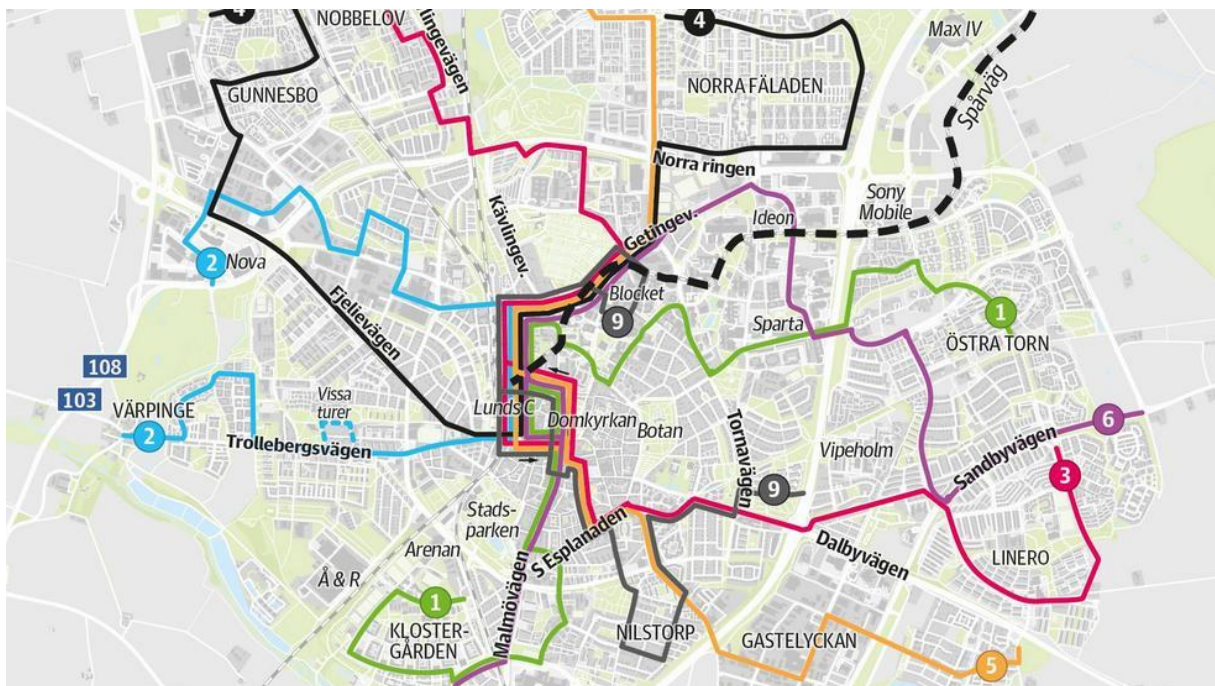 4
NOBBELOV
lingevägen
4
Max IV
GUNNESBO
NORRA FÄLADEN
Spårväg
Norra ringen
Kävlingev.
Getingev.
Ideon
Sony
Mobile
2
Nova
Blocket
9
Fjelievägen
Sparta
1
ÖSTRA TORN
108
103
VÄRPINGE
2
Vissa
turer
Lunds C
Domkyrkan
Botan
Trollebergsvägen
Tornavägen
Vipeholm
Sandbyvägen
6
3
9
Stads-
parken
S Esplanaden
Arenan
Dalbyvägen
LINERO
Å & R
1
KLOSTER-
GÅRDEN
Malmövägen
NILSTORP
GASTELYCKAN
5